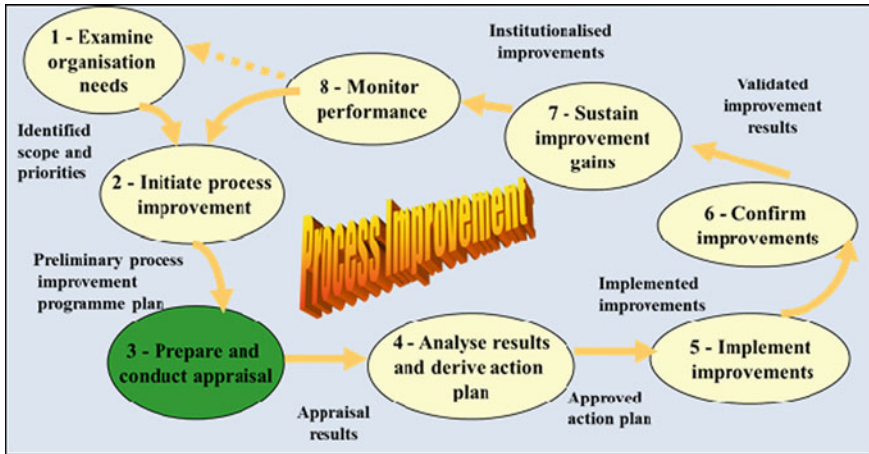 1 - Examine
organisation
needs
Identified
scope and
priorities
2 - Initiate process
improvement
Preliminary process
improvement
programme plan
3 - Prepare and
conduct appraisal
Appraisal
results
4 - Analyse results
and derive action
plan
Approved
action plan
5 - Implement
improvements
Implemented
improvements
6 - Confirm
improvements
Validated
improvement
results
7 - Sustain
improvement
gains
Institutionalised
improvements
8 - Monitor
performance
Process Improvement